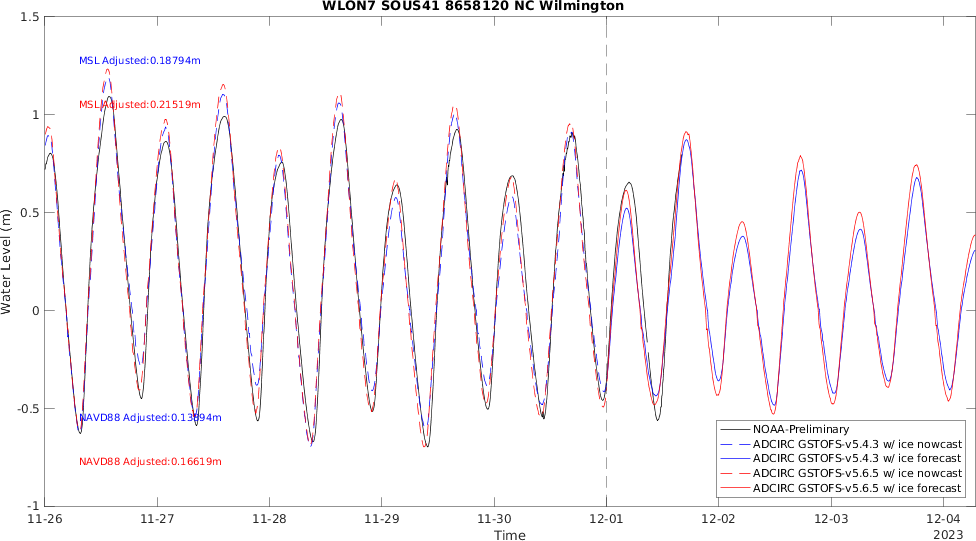 WLON7 SOUS41 8658120 NC Wilmington
1.5
1
0.5
0
-0.5
-1
Water Level (m)
MSL Adjusted:0.18794m
MSL Adjusted:0.21519m
NAVD88 Adjusted:0.13894m
NAVD88 Adjusted:0.16619m
NOAA-Preliminary
ADCIRC GSTOFS-v5.4.3 w/ ice nowcast
ADCIRC GSTOFS-v5.4.3 w/ ice forecast
ADCIRC GSTOFS-v5.6.5 w/ ice nowcast
ADCIRC GSTOFS-v5.6.5 w/ ice forecast
11-26 11-27 11-28 11-29 11-30 12-01 12-02 12-03 12-04
Time
2023